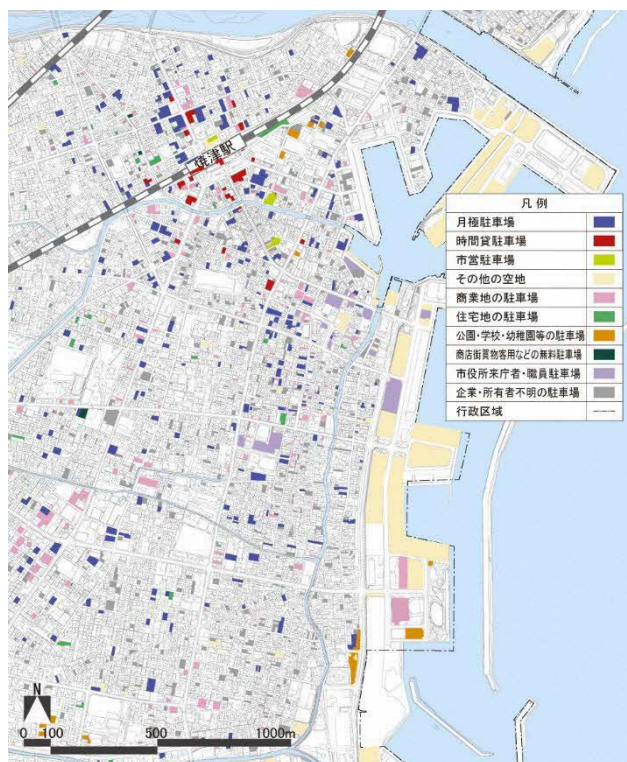 焼津駅
凡例
月極駐車場
時間貸駐車場
市営駐車場
その他の空地
商業地の駐車場
住宅地の駐車場
公園・学校・幼稚園等の駐車場
商店街買物客用などの無料駐車場
市役所来庁者・職員駐車場
企業・所有者不明の駐車場
行政区域
N
0 100 500 1000m